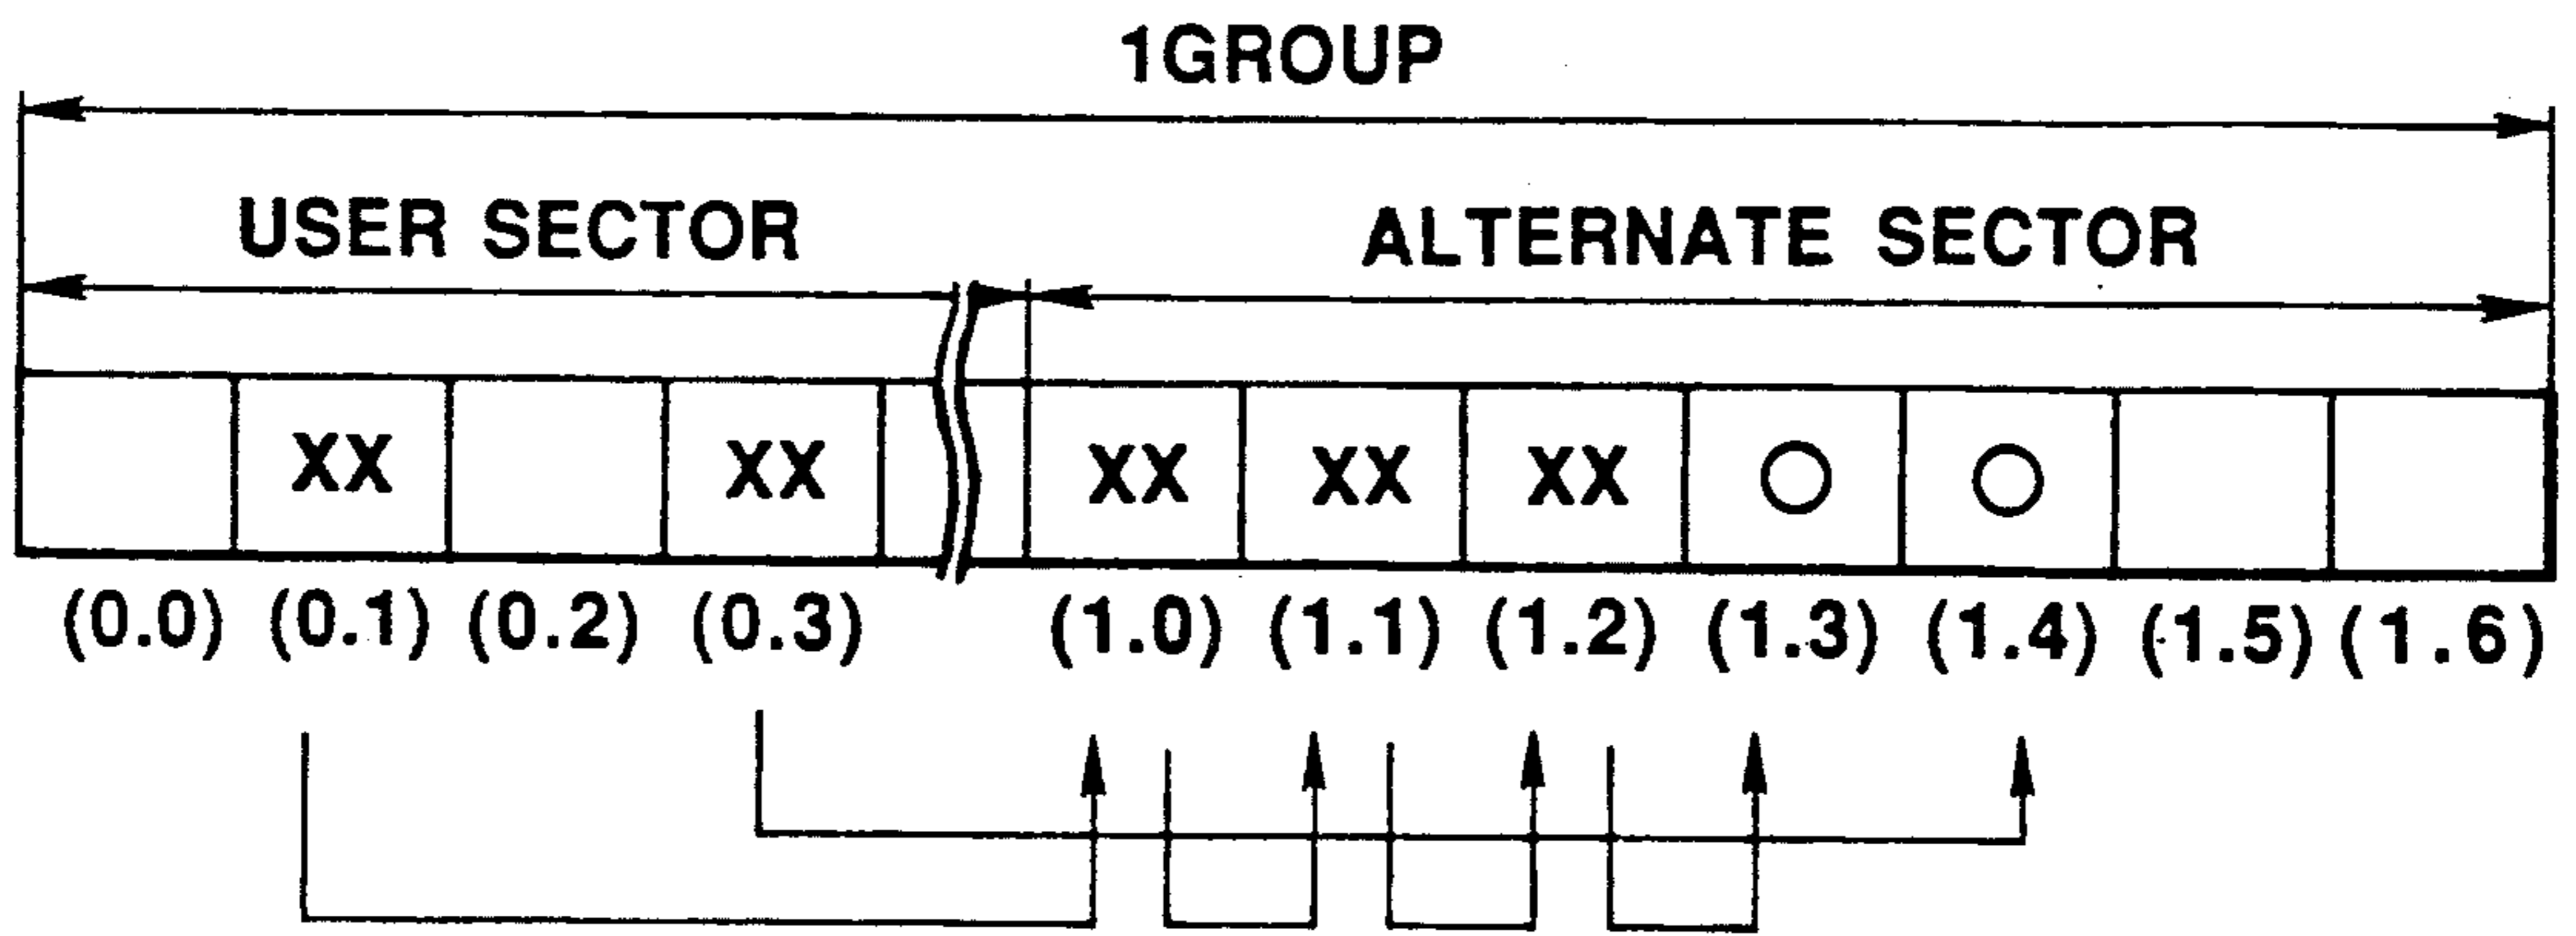 1GROUP
USER SECTOR ALTERNATE SECTOR
XX XX XX XX XX
(0.0) (0.1) (0.2) (0.3) (1.0) (1.1) (1.2) (1.3) (1.4) (1.5) (1.6)